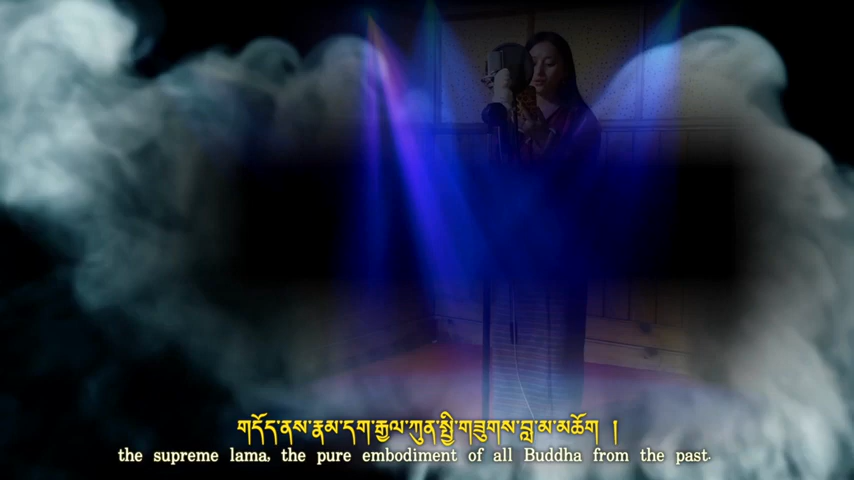 གདོད་ནས་རྣམ་དག་རྒྱལ་ཀུན་སྤྱི་གཟུགས་བླ་མ་མཆོག །
the supreme lama, the pure embodiment of all Buddha from the past.